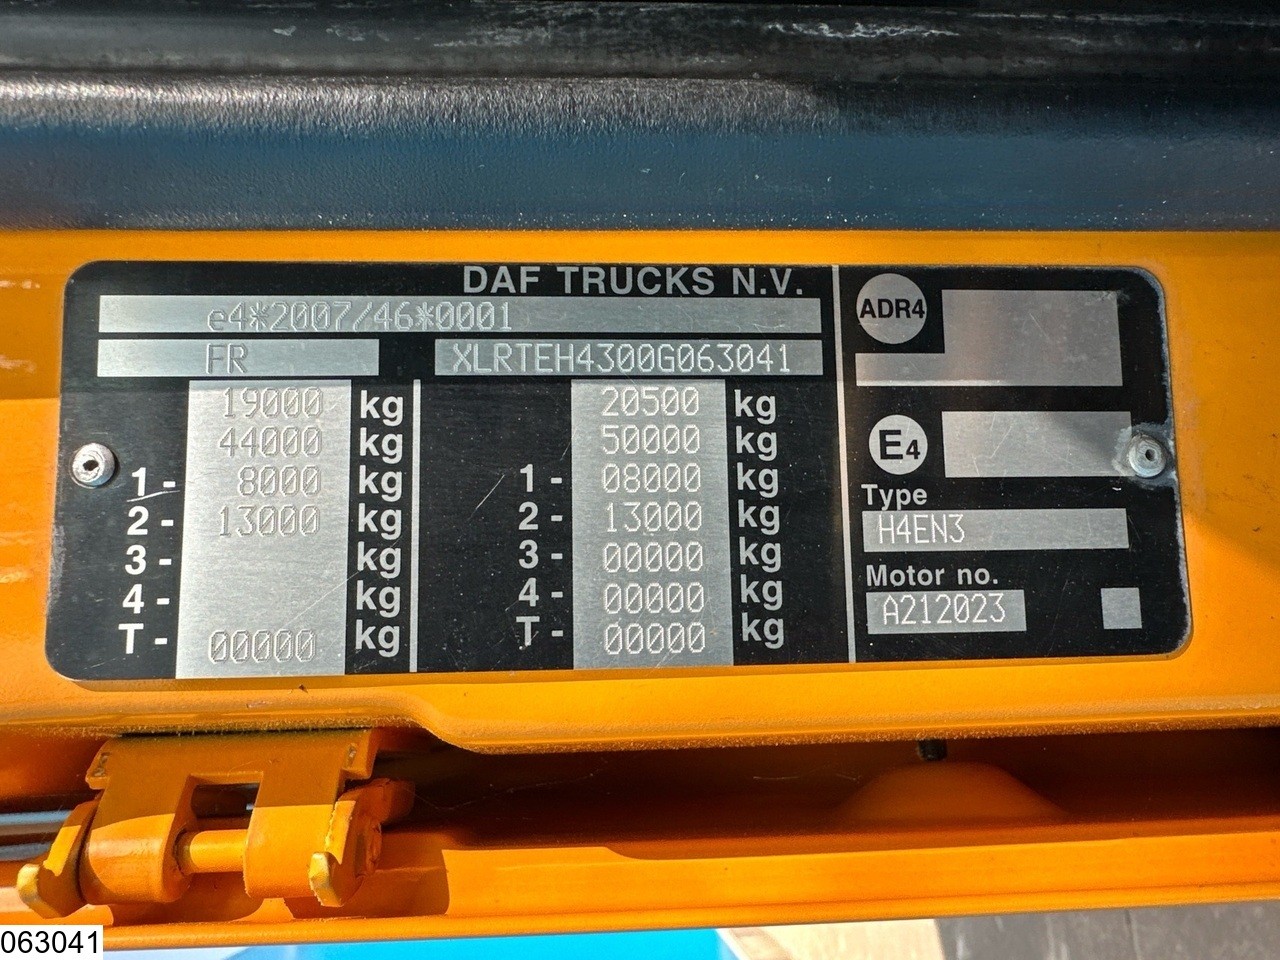 DAF TRUCKS N.V.
e4*2007/46*0001
FR XLRTEH4300G063041
19000 kg 20500 kg
44000 kg 50000 kg
1- 8000 kg 1- 08000 kg
2- 13000 kg 2- 13000 kg
3- kg 3- 00000 kg
4- kg 4- 00000 kg
T- 00000 kg T- 00000 kg
ADR4
E4
Type
H4EN3
Motor no.
A212023
063041